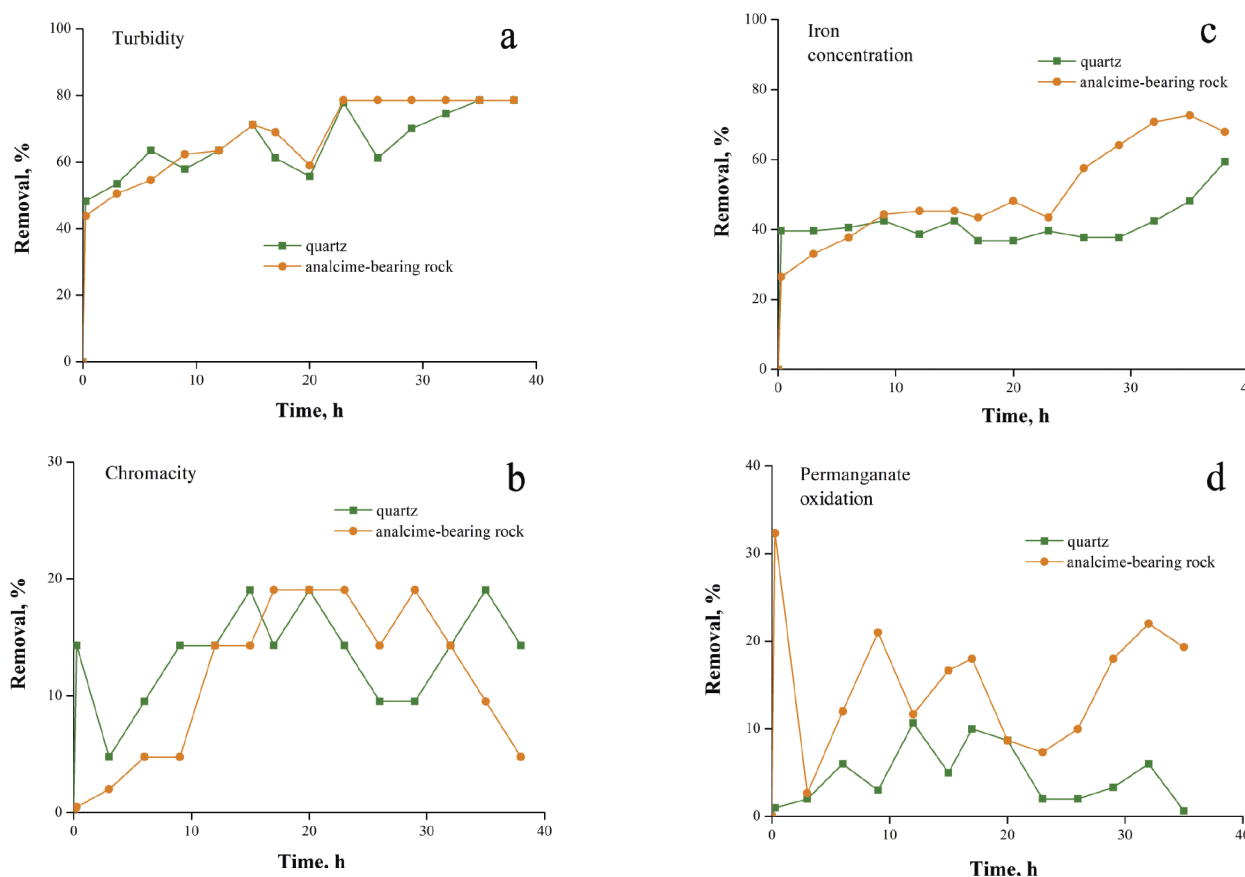 Turbidity
a
quartz
analcime-bearing rock
Removal, %
100
80
60
40
20
0
0
10
20
30
40
Time, h
Iron
concentration
c
quartz
analcime-bearing rock
Removal, %
100
80
60
40
20
0
0
10
20
30
40
Time, h
Chromacity
b
quartz
analcime-bearing rock
Removal, %
30
20
10
0
0
10
20
30
40
Time, h
Permanganate
oxidation
d
quartz
analcime-bearing rock
Removal, %
40
30
20
10
0
0
10
20
30
40
Time, h